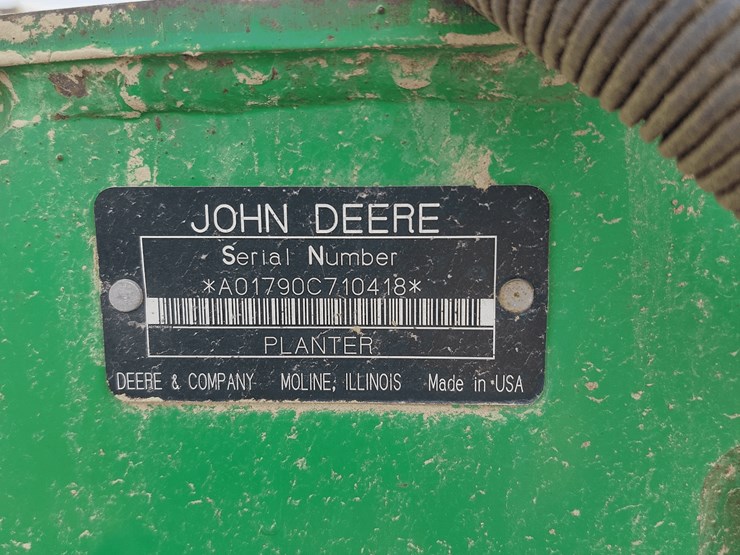 JOHN DEERE
Serial Number
*A01790C710418*
PLANTER
DEERE & COMPANY MOLINE, ILLINOIS Made in USA